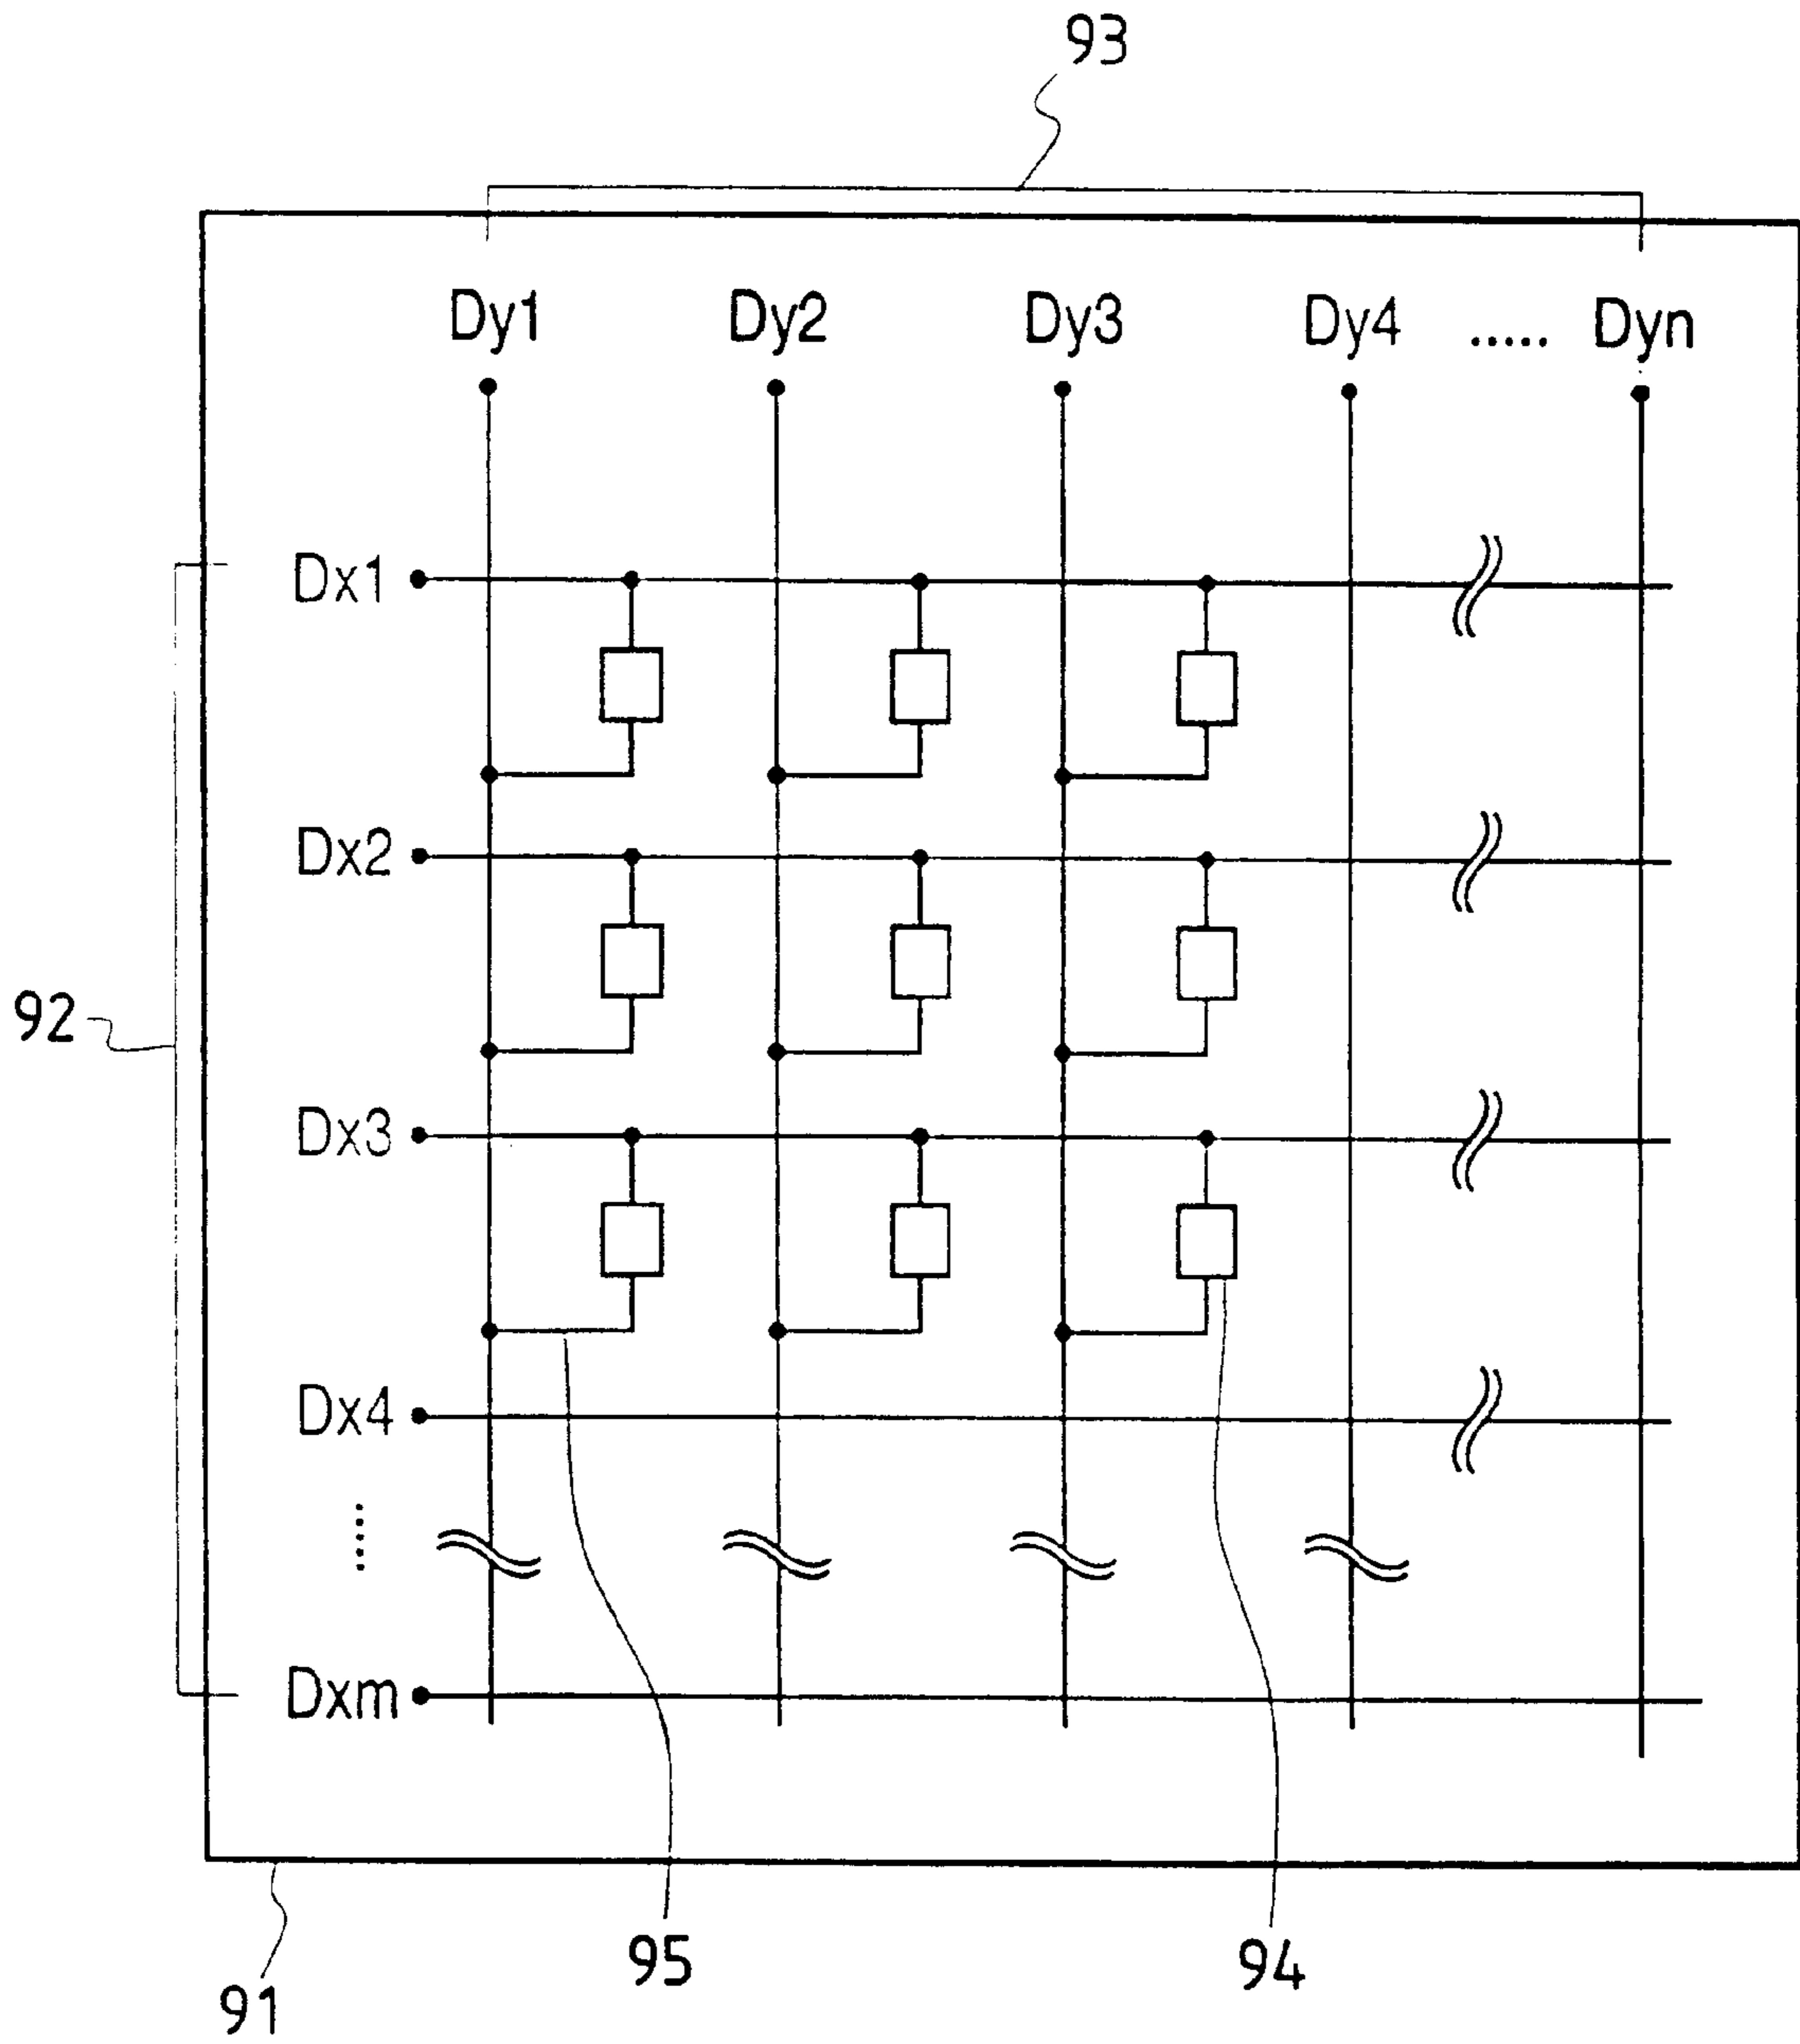 93
Dy1 Dy2 Dy3 Dy4 ..... Dyn
Dx1
Dx2
92
Dx3
Dx4
.....
Dxm
95
94
91